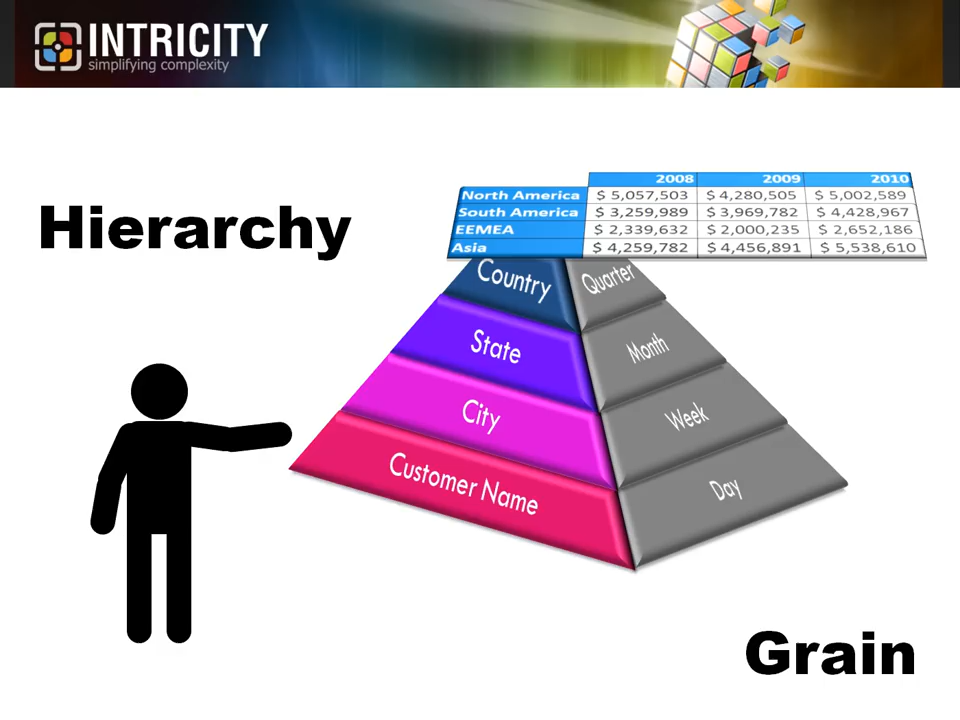 INTRICITY
simplifying complexity
Hierarchy
2008 2009 2010
North America $ 5,057,503 $ 4,280,505 $ 5,002,589
South America $ 3,259,989 $ 3,969,782 $ 4,428,967
EEMEA $ 2,339,632 $ 2,000,235 $ 2,652,186
Asia $ 4,259,782 $ 4,456,891 $ 5,538,610
Country Quarter
State Month
City Week
Customer Name Day
Grain